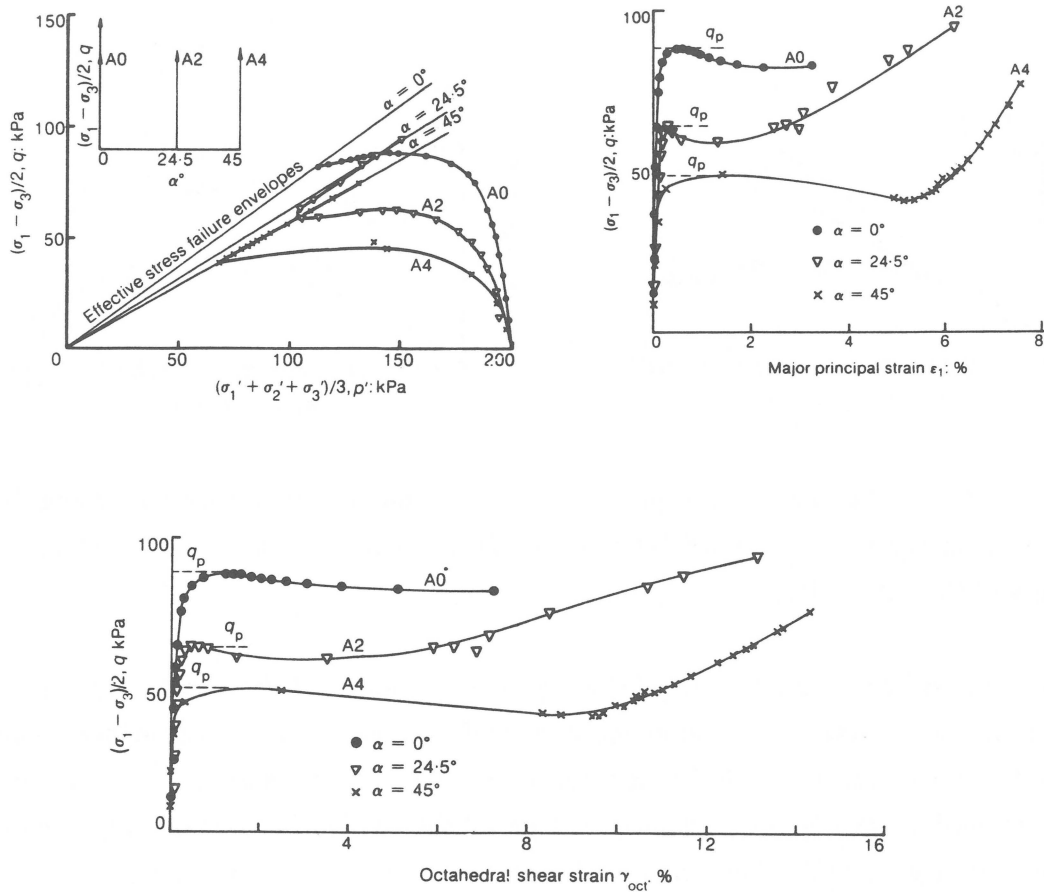 150
100
50
0
(σ₁ − σ₃)/2, q: kPa
(σ₁ − σ₃)/2, q
A0
A2
A4
0
24·5
45
α°
Effective stress failure envelopes
α = 0°
α = 24·5°
α = 45°
A0
A2
A4
0
50
100
150
200
(σ₁′ + σ₂′ + σ₃′)/3, p′: kPa
100
50
0
(σ₁ − σ₃)/2, q: kPa
qp
A0
qp
A2
qp
A4
α = 0°
α = 24·5°
α = 45°
0
2
4
6
8
Major principal strain ε₁: %
100
50
0
(σ₁ − σ₃)/2, q kPa
qp
A0
qp
A2
qp
A4
α = 0°
α = 24·5°
α = 45°
4
8
12
16
Octahedral shear strain γoct. %